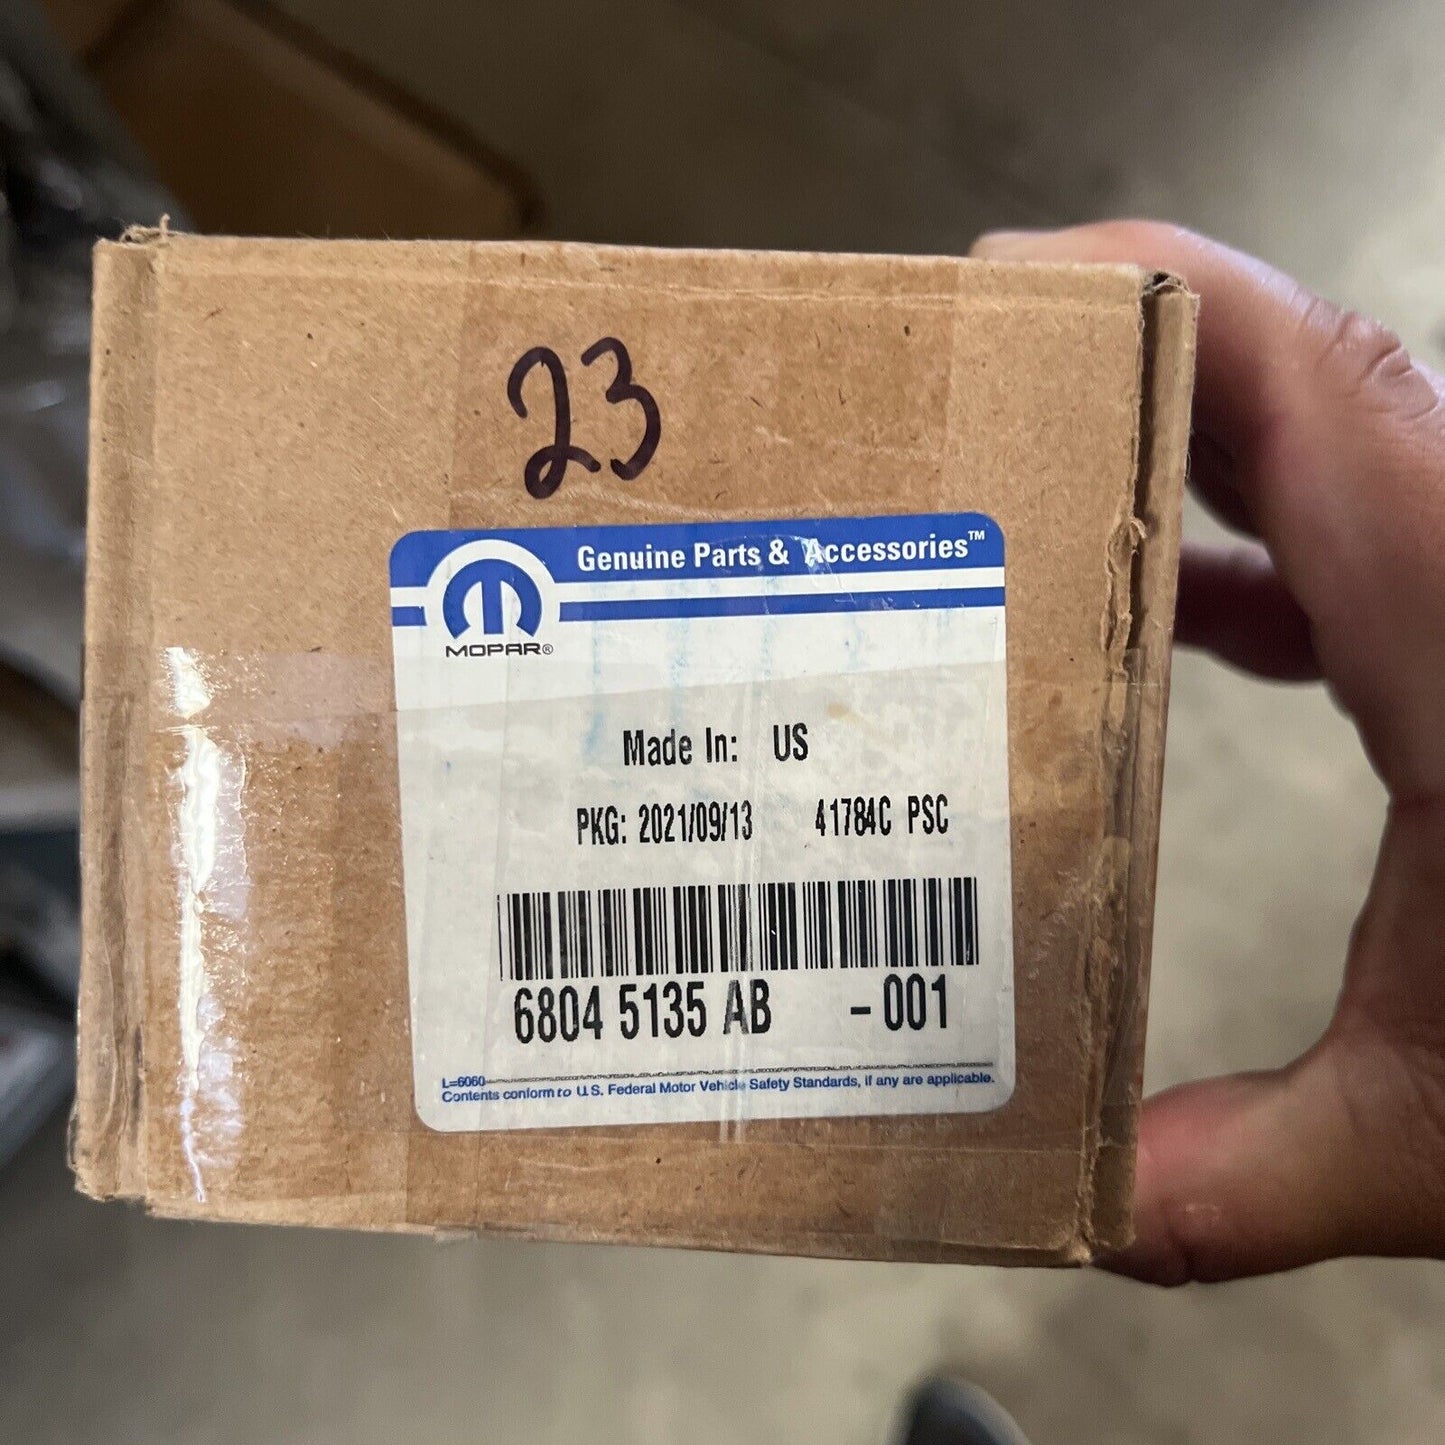 23
Genuine Parts & Accessories™
MOPAR®
Made In: US
PKG: 2021/09/13 41784C PSC
6804 5135 AB -001
L=6060
Contents conform to U.S. Federal Motor Vehicle Safety Standards, if any are applicable.